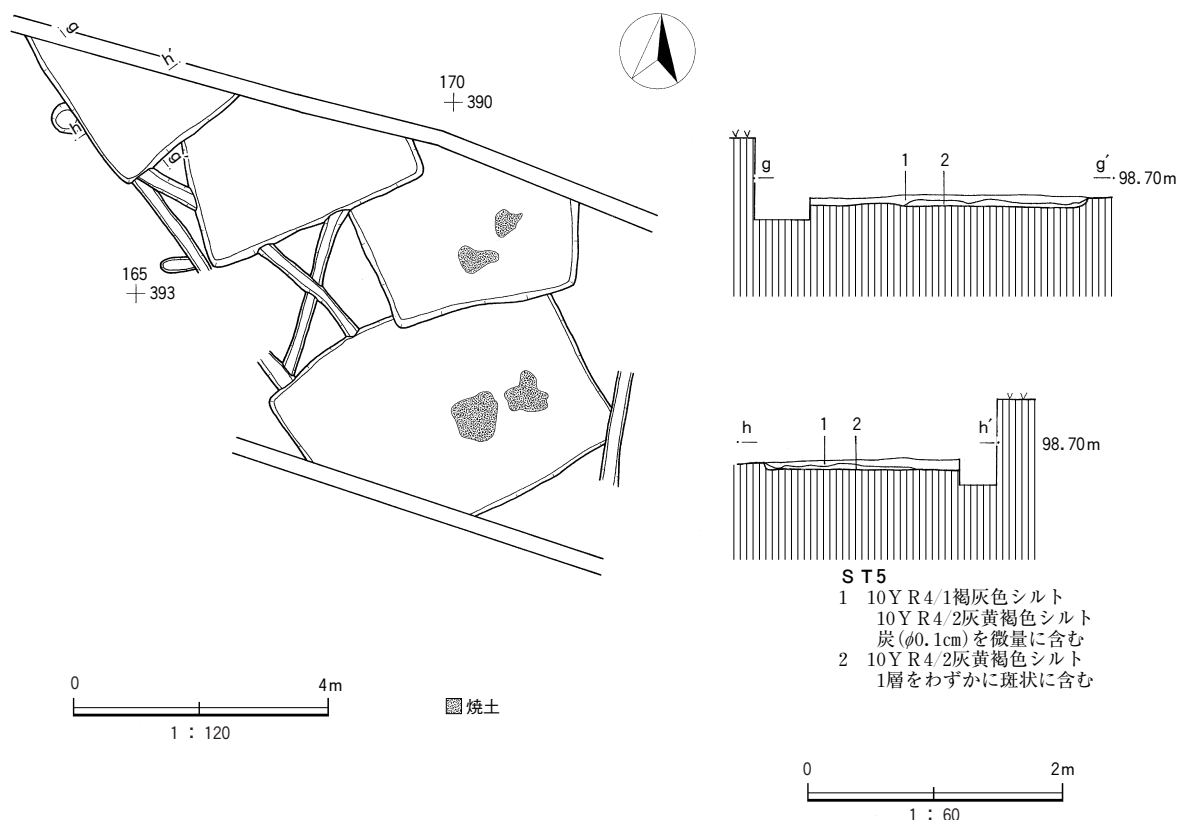 g
h'
h
g'
170
390
165
393
g 1 2 g'
98.70m
h 1 2 h'
98.70m
ST5
1 10YR4/1褐灰色シルト
10YR4/2灰黄褐色シルト
炭(φ0.1㎝)を微量に含む
2 10YR4/2灰黄褐色シルト
1層をわずかに斑状に含む
0 4m
1:120
焼土
0 2m
1:60